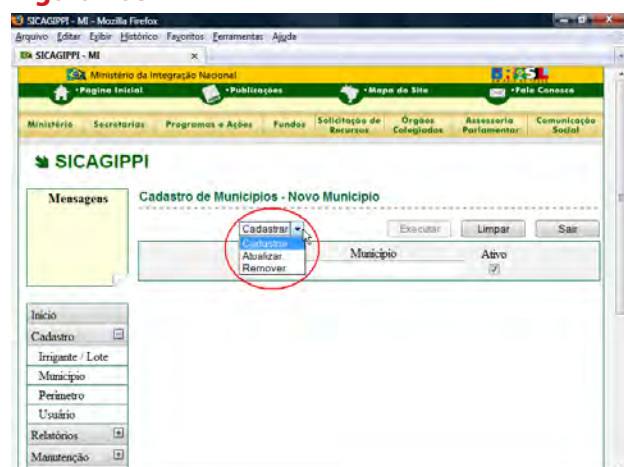 SICAGIPPI - MI - Mozilla Firefox
Arquivo Editar Exibir Histórico Favoritos Ferramentas Ajuda
SICAGIPPI - MI x
Ministério da Integração Nacional
•Página Inicial •Publicações •Mapa do Site •Fale Conosco
Ministério Secretarias Programas e Ações Fundos Solicitação de Recursos Órgãos Colegiados Assessoria Parlamentar Comunicação Social
SICAGIPPI
Mensagens
Cadastro de Municípios - Novo Município
Cadastrar Executar Limpar Sair
Cadastrar
Atualizar
Remover
Município Ativo
Início
Cadastro
Irrigante / Lote
Município
Perímetro
Usuário
Relatórios
Manutenção